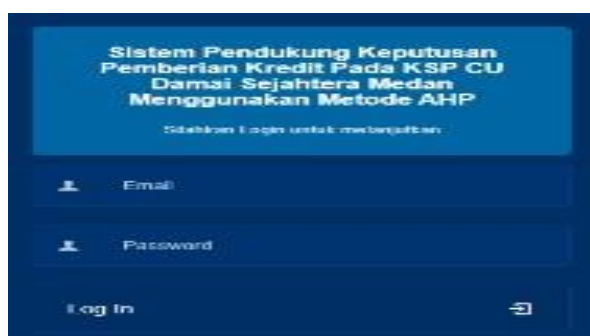 Sistem Pendukung Keputusan
Pemberian Kredit Pada KSP CU
Damai Sejahtera Medan
Menggunakan Metode AHP
Silahkan Login untuk melanjutkan
Email
Password
Log In